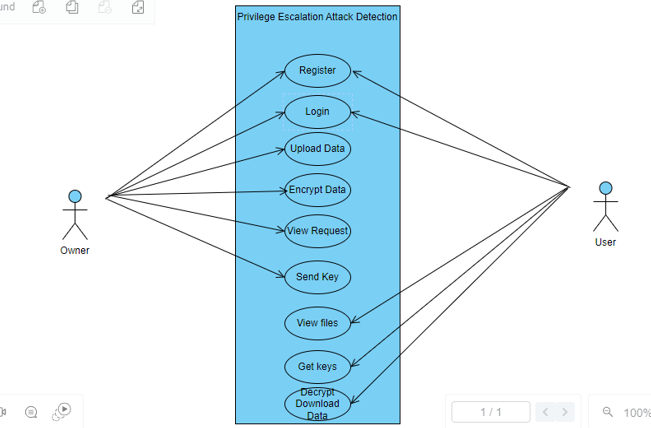 und
Privilege Escalation Attack Detection
Register
Login
Upload Data
Encrypt Data
View Request
Send Key
View files
Get keys
Decrypt
Download
Data
Owner
User
1 / 1
100%